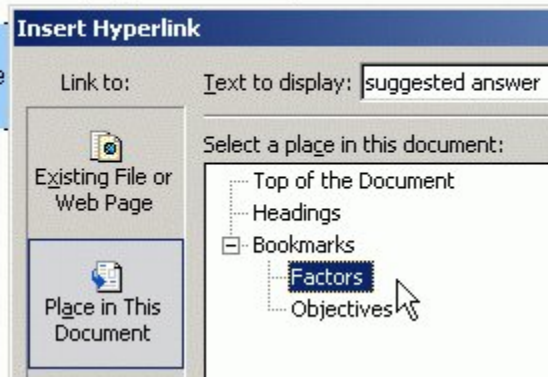 Insert Hyperlink
Link to:
Text to display: suggested answer
Select a place in this document:
Existing File or
Web Page
Top of the Document
Headings
Bookmarks
Factors
Objectives
Place in This
Document